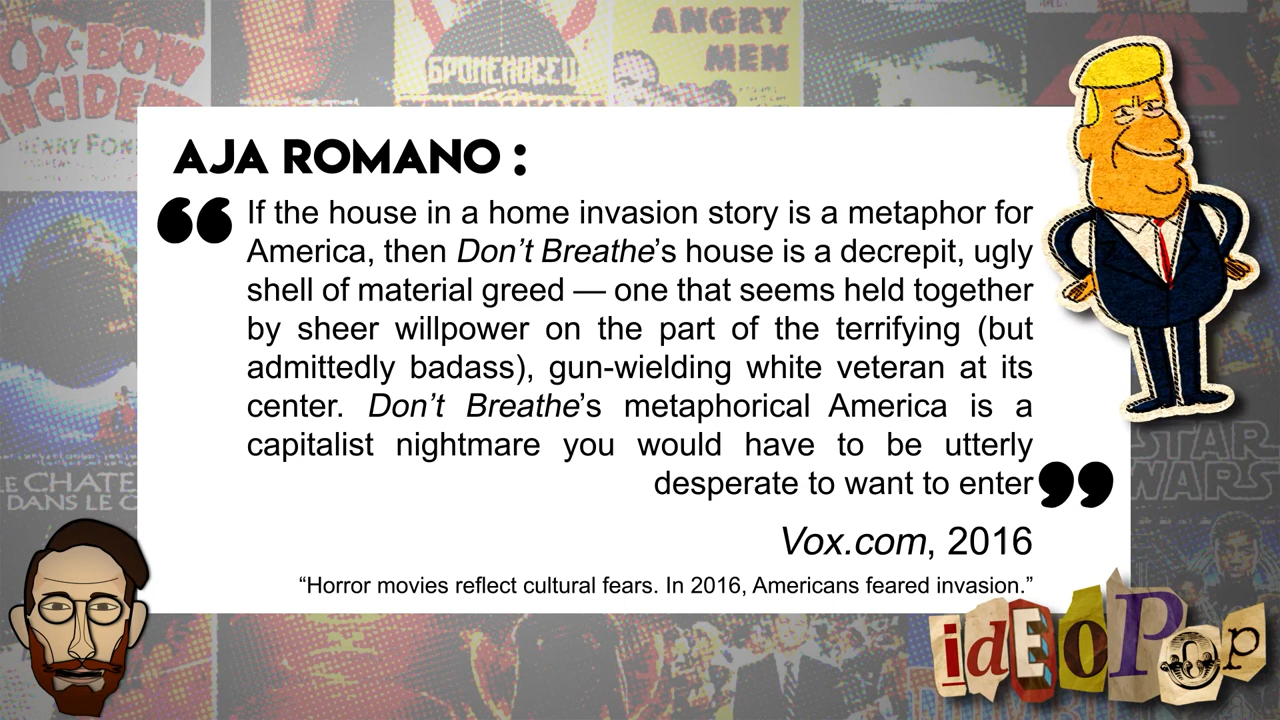 OX-BOW
INCIDENT
HENRY FON
БРОНЕНОСЕЦ
ANGRY
MEN
AJA ROMANO :
“If the house in a home invasion story is a metaphor for
America, then Don’t Breathe’s house is a decrepit, ugly
shell of material greed — one that seems held together
by sheer willpower on the part of the terrifying (but
admittedly badass), gun-wielding white veteran at its
center. Don’t Breathe’s metaphorical America is a
capitalist nightmare you would have to be utterly
desperate to want to enter”
Vox.com, 2016
“Horror movies reflect cultural fears. In 2016, Americans feared invasion.”
LE CHATE
DANS LE C
STAR
WARS
idEOPop